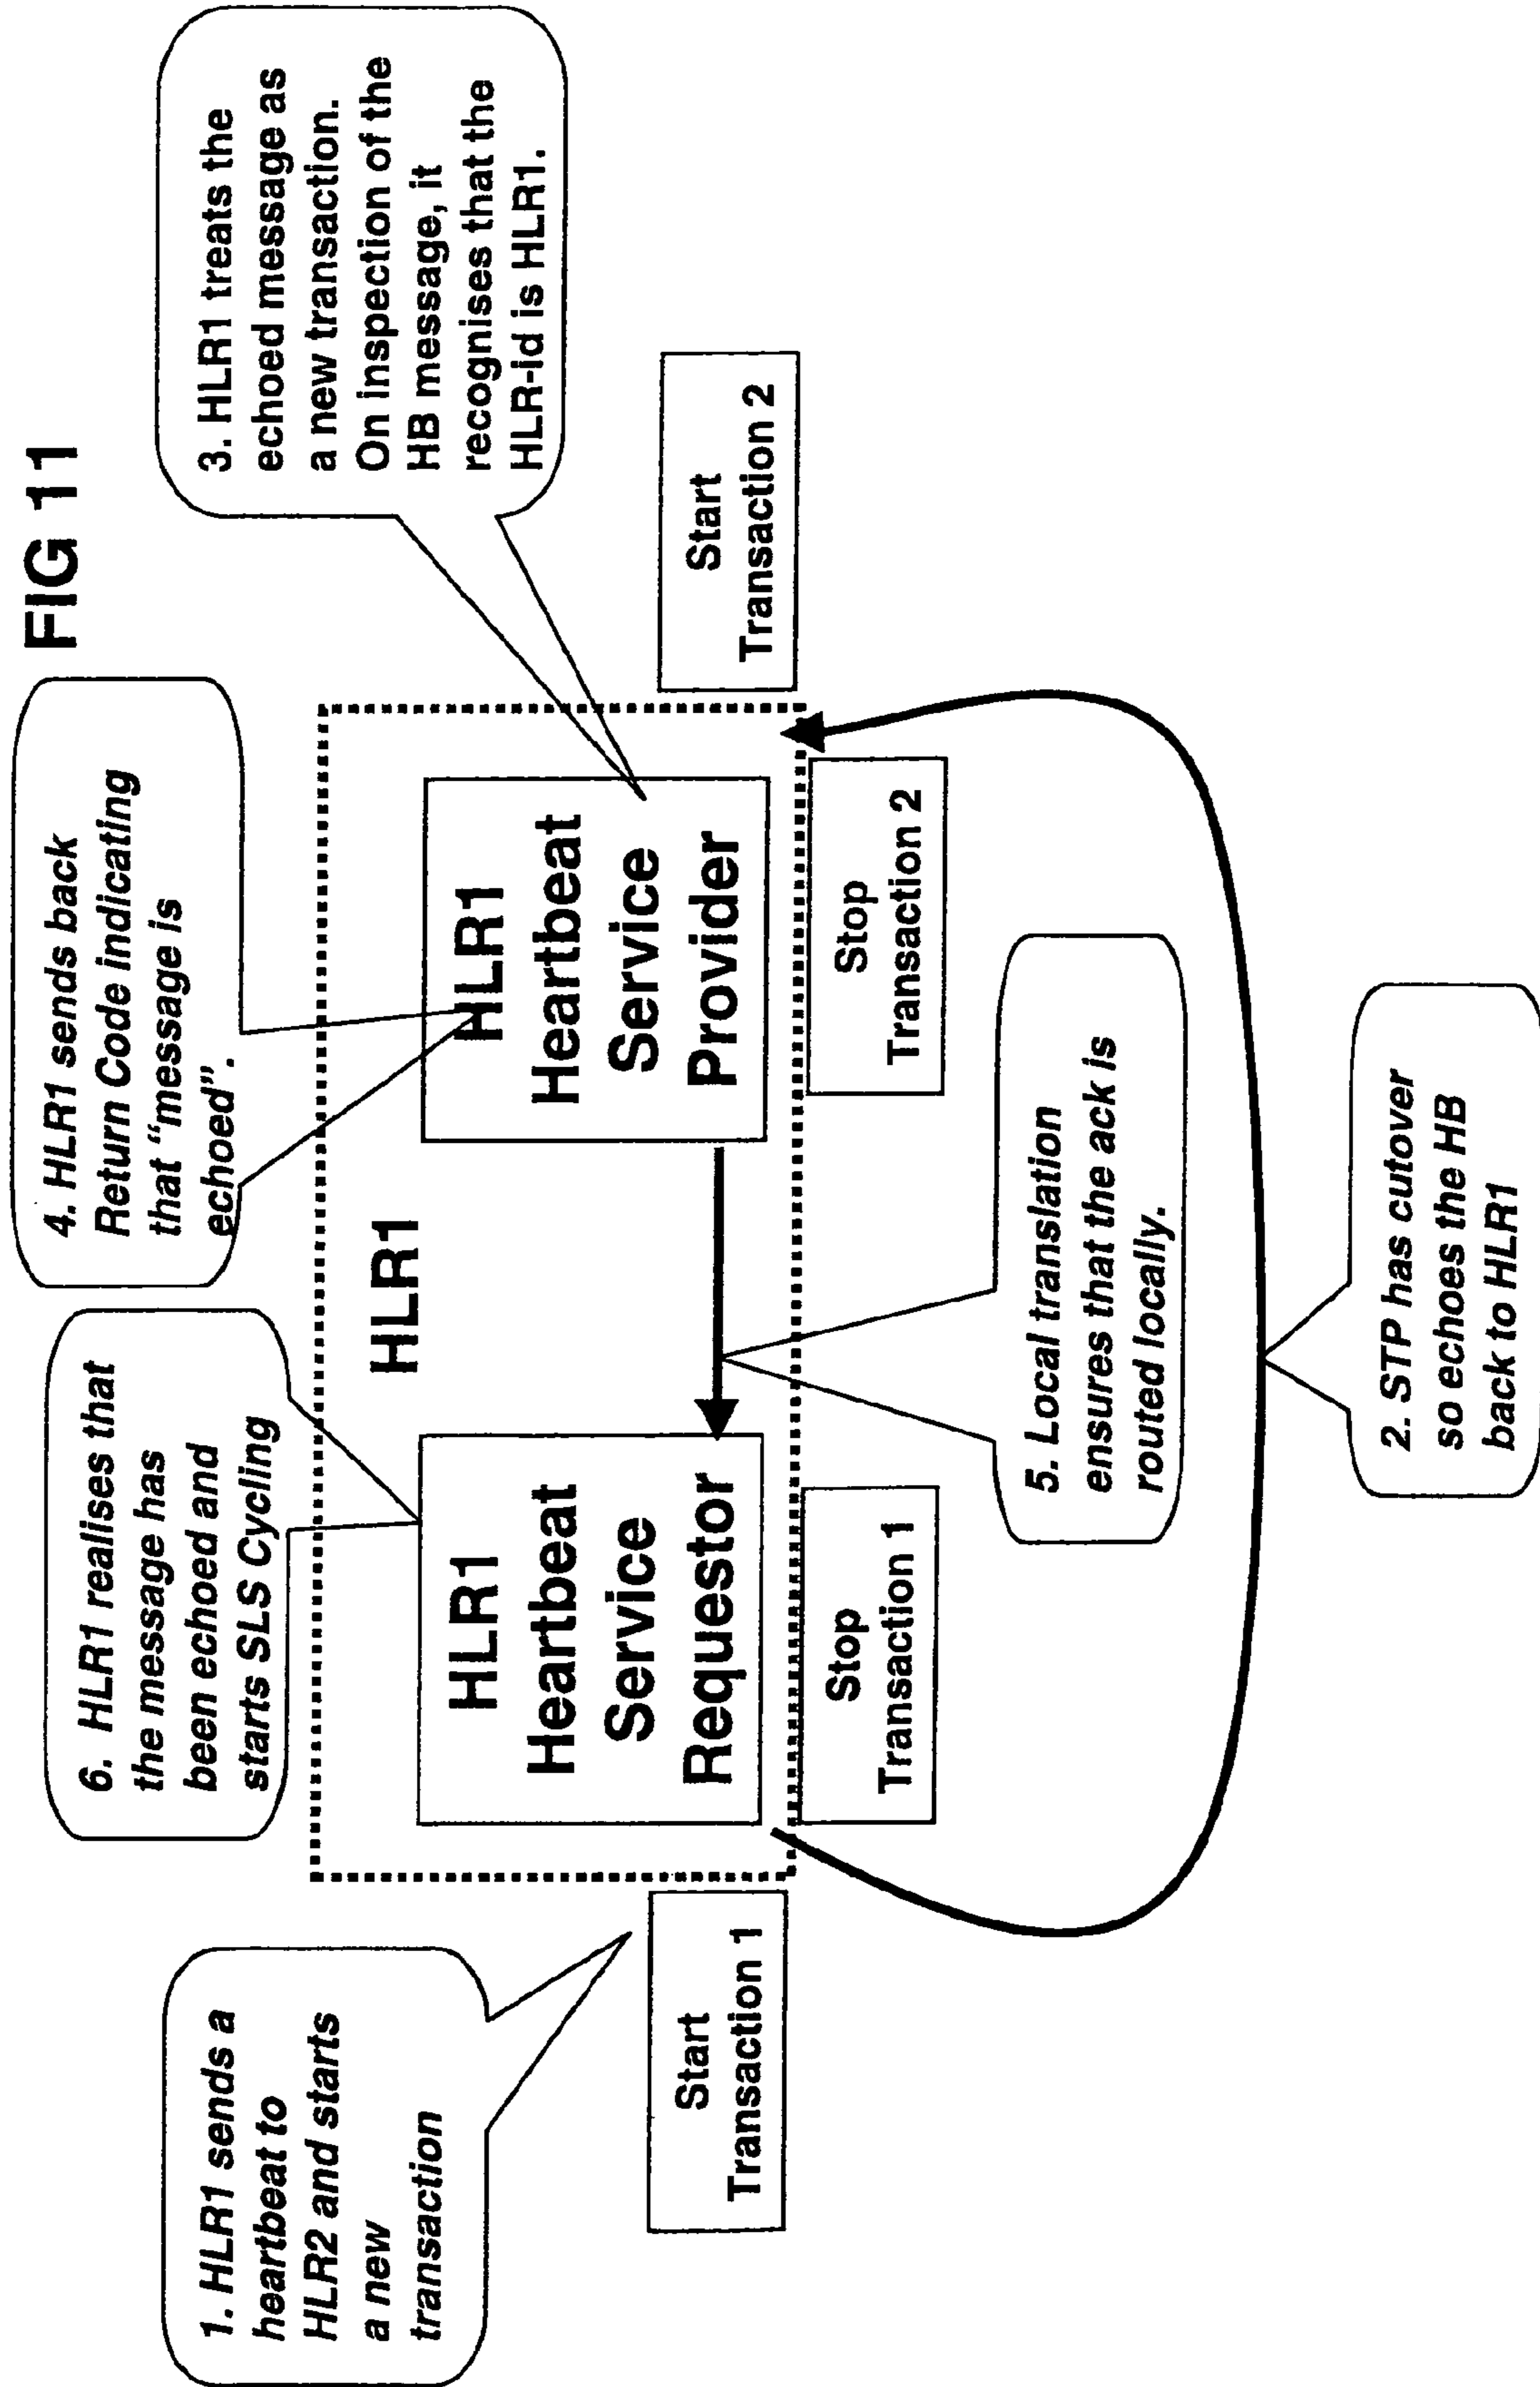 FIG 11
1. HLR1 sends a
heartbeat to
HLR2 and starts
a new
transaction
6. HLR1 realises that
the message has
been echoed and
starts SLS Cycling
4. HLR1 sends back
Return Code indicating
that "message is
echoed".
3. HLR1 treats the
echoed message as
a new transaction.
On inspection of the
HB message, it
recognises that the
HLR-id is HLR1.
HLR1
HLR1
Heartbeat
Service
Requestor
HLR1
Heartbeat
Service
Provider
Start
Transaction 1
Stop
Transaction 1
Stop
Transaction 2
Start
Transaction 2
5. Local translation
ensures that the ack is
routed locally.
2. STP has cutover
so echoes the HB
back to HLR1